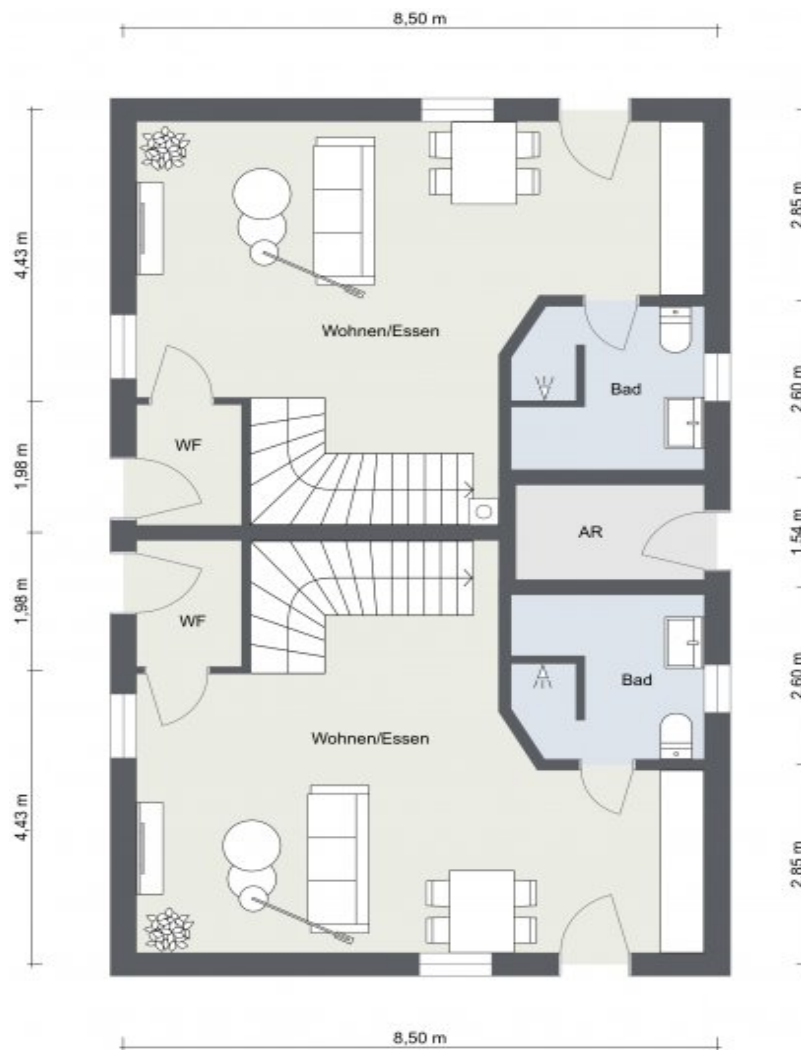 8,50 m
4,43 m
2,85 m
Wohnen/Essen
Bad
2,60 m
WF
1,98 m
AR
1,54 m
WF
1,98 m
Bad
2,60 m
Wohnen/Essen
4,43 m
2,85 m
8,50 m